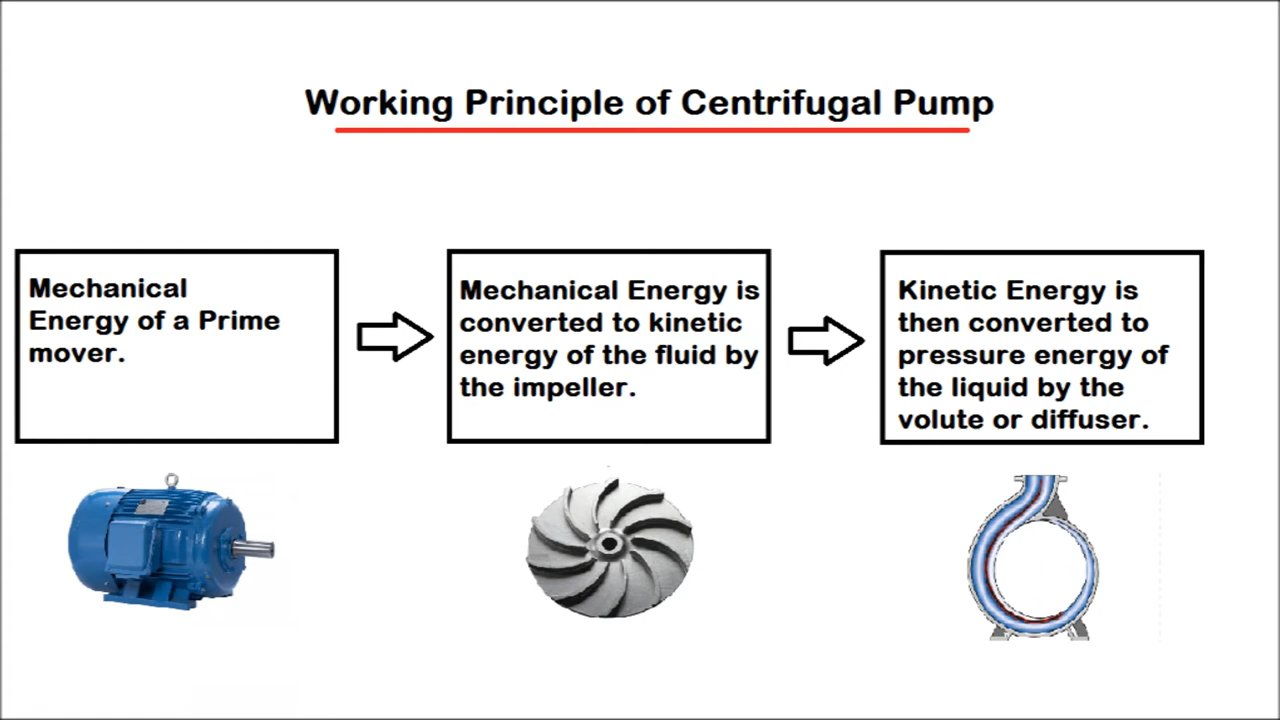 Working Principle of Centrifugal Pump
Mechanical
Energy of a Prime
mover.
Mechanical Energy is
converted to kinetic
energy of the fluid by
the impeller.
Kinetic Energy is
then converted to
pressure energy of
the liquid by the
volute or diffuser.